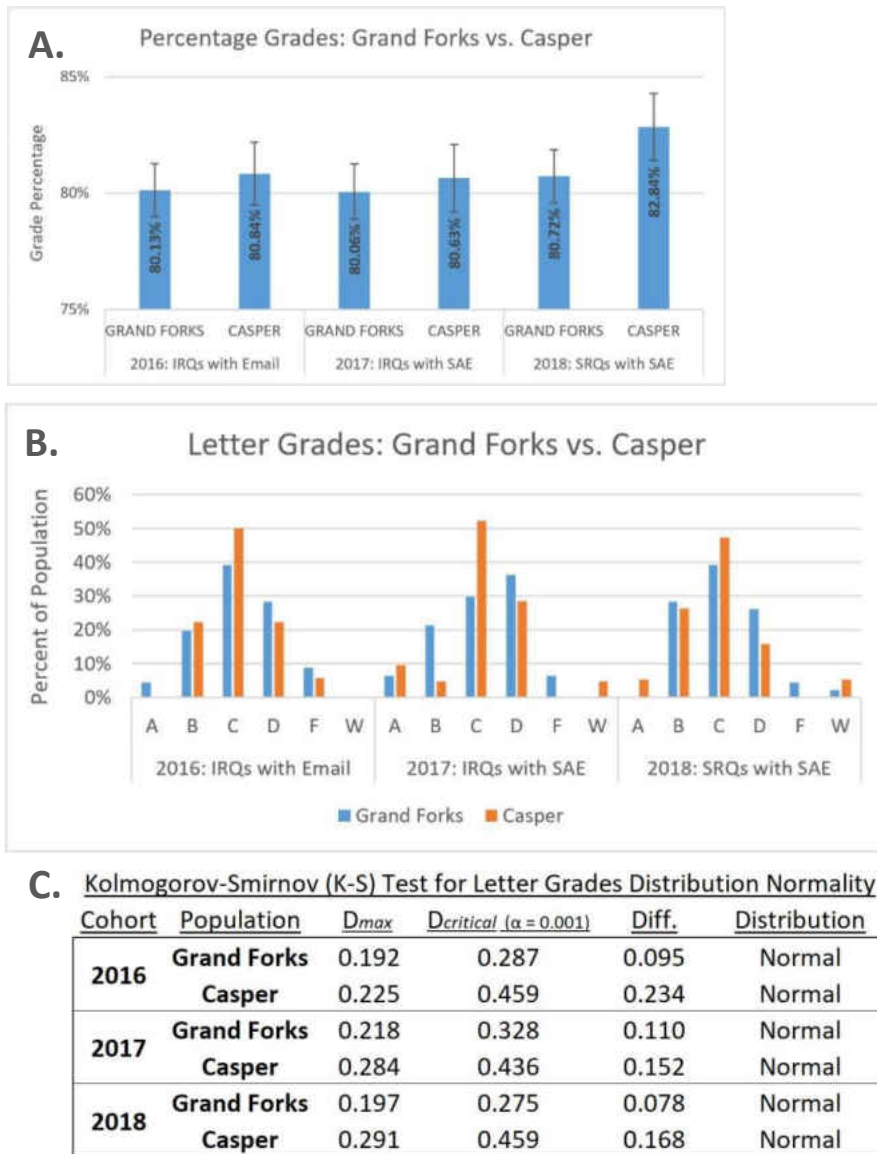 A.
Percentage Grades: Grand Forks vs. Casper
Grade Percentage
85%
80%
75%
80.13%
80.84%
80.06%
80.63%
80.72%
82.84%
GRAND FORKS CASPER GRAND FORKS CASPER GRAND FORKS CASPER
2016: IRQs with Email 2017: IRQs with SAE 2018: SRQs with SAE
B.
Letter Grades: Grand Forks vs. Casper
Percent of Population
60%
50%
40%
30%
20%
10%
0%
A B C D F W A B C D F W A B C D F W
2016: IRQs with Email 2017: IRQs with SAE 2018: SRQs with SAE
Grand Forks Casper
C. Kolmogorov-Smirnov (K-S) Test for Letter Grades Distribution Normality
Cohort Population Dmax Dcritical (α = 0.001) Diff. Distribution
2016 Grand Forks 0.192 0.287 0.095 Normal
Casper 0.225 0.459 0.234 Normal
2017 Grand Forks 0.218 0.328 0.110 Normal
Casper 0.284 0.436 0.152 Normal
2018 Grand Forks 0.197 0.275 0.078 Normal
Casper 0.291 0.459 0.168 Normal